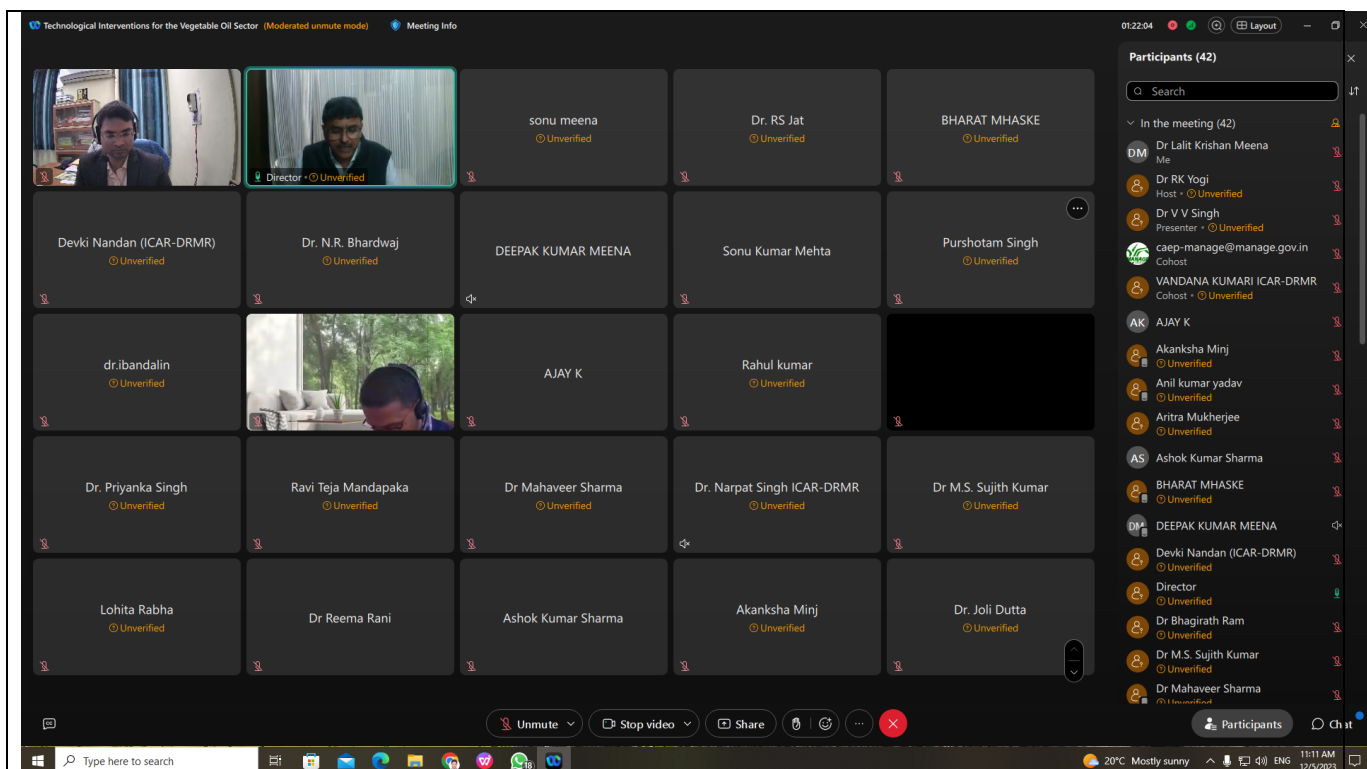 Technological Interventions for the Vegetable Oil Sector (Moderated unmute mode) Meeting Info
01:22:04 Layout
Director • Unverified
sonu meena
Unverified
Dr. RS Jat
Unverified
BHARAT MHASKE
Unverified
Devki Nandan (ICAR-DRMR)
Unverified
Dr. N.R. Bhardwaj
Unverified
DEEPAK KUMAR MEENA
Sonu Kumar Mehta
Purshotam Singh
Unverified
dr.ibandalin
Unverified
AJAY K
Rahul kumar
Unverified
Dr. Priyanka Singh
Unverified
Ravi Teja Mandapaka
Unverified
Dr Mahaveer Sharma
Unverified
Dr. Narpat Singh ICAR-DRMR
Unverified
Dr M.S. Sujith Kumar
Unverified
Lohita Rabha
Unverified
Dr Reema Rani
Ashok Kumar Sharma
Akanksha Minj
Unverified
Dr. Joli Dutta
Unverified
Participants (42)
Search
In the meeting (42)
DM Dr Lalit Krishan Meena
Me
Dr RK Yogi
Host • Unverified
Dr V V Singh
Presenter • Unverified
caep-manage@manage.gov.in
Cohost
VANDANA KUMARI ICAR-DRMR
Cohost • Unverified
AK AJAY K
Akanksha Minj
Unverified
Anil kumar yadav
Unverified
Aritra Mukherjee
Unverified
AS Ashok Kumar Sharma
BHARAT MHASKE
Unverified
DM DEEPAK KUMAR MEENA
Devki Nandan (ICAR-DRMR)
Unverified
Director
Unverified
Dr Bhagirath Ram
Unverified
Dr M.S. Sujith Kumar
Unverified
Dr Mahaveer Sharma
Unverified
Unmute Stop video Share Participants Chat
Type here to search
18
20°C Mostly sunny ENG
11:11 AM
12/5/2023